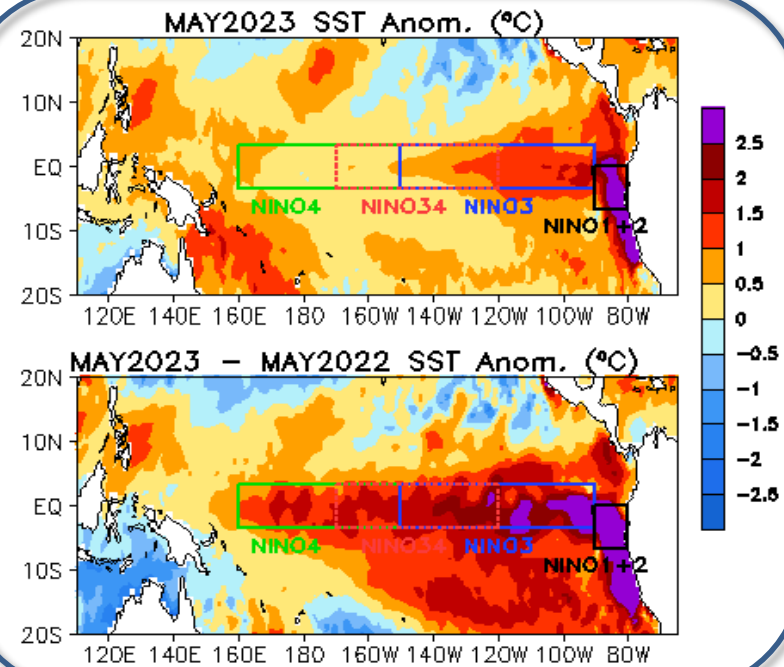 MAY2023 SST Anom. (ºC)
20N
10N
EQ
10S
20S
NINO4 NINO34 NINO3
NINO1+2
120E 140E 160E 180 160W 140W 120W 100W 80W
MAY2023 – MAY2022 SST Anom. (ºC)
20N
10N
EQ
10S
20S
NINO4 NINO34 NINO3
NINO1+2
120E 140E 160E 180 160W 140W 120W 100W 80W
2.5
2
1.5
1
0.5
0
−0.5
−1
−1.5
−2
−2.5